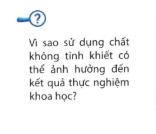 Vì sao sử dụng chất
không tinh khiết có
thể ảnh hưởng đến
kết quả thực nghiệm
khoa học?